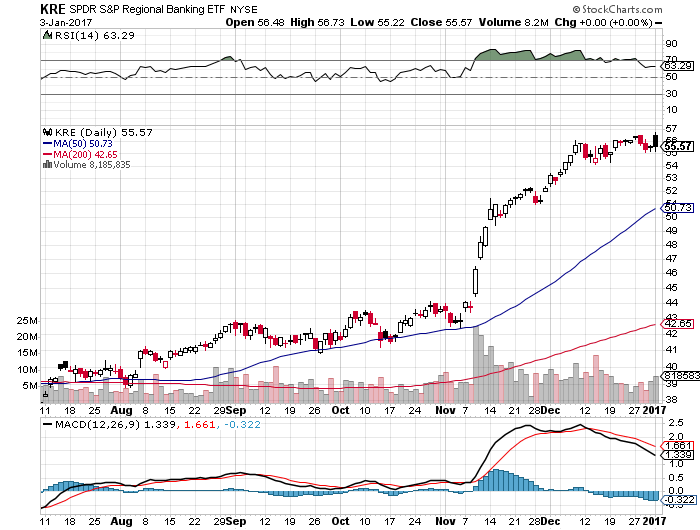 KRE SPDR S&P Regional Banking ETF NYSE © StockCharts.com
3-Jan-2017 Open 56.48 High 56.73 Low 55.22 Close 55.57 Volume 8.2M Chg +0.00 (+0.00%)
RSI(14) 63.29
90
70
63.29
50
30
10
KRE (Daily) 55.57
MA(50) 50.73
MA(200) 42.65
Volume 8,185,835
57
55.57
55
54
53
52
51
50.73
50
49
48
47
46
45
44
43
42.65
42
41
40
39
38
25M
20M
15M
10M
5M
11 18 25 Aug 8 15 22 29 Sep 12 19 26 Oct 10 17 24 Nov 7 14 21 28 Dec 12 19 27 2017
MACD(12,26,9) 1.339, 1.661, -0.322
2.5
2.0
1.661
1.339
0.5
0.0
-0.322
-0.5
11 18 25 Aug 8 15 22 29 Sep 12 19 26 Oct 10 17 24 Nov 7 14 21 28 Dec 12 19 27 2017